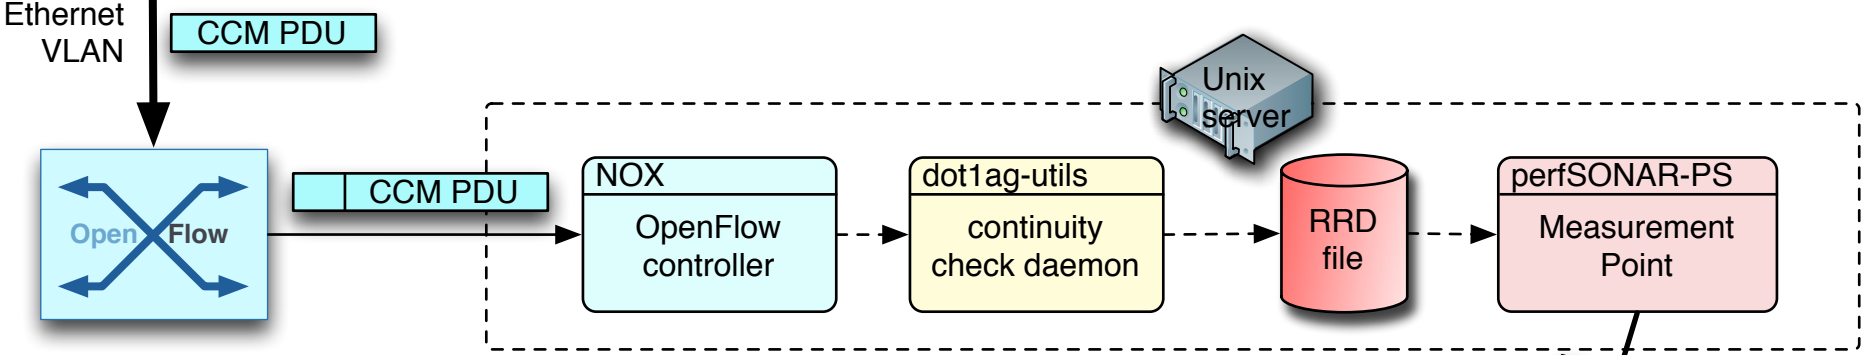 Ethernet
VLAN
CCM PDU
Unix
server
CCM PDU
Open Flow
NOX
OpenFlow
controller
dot1ag-utils
continuity
check daemon
RRD
file
perfSONAR-PS
Measurement
Point